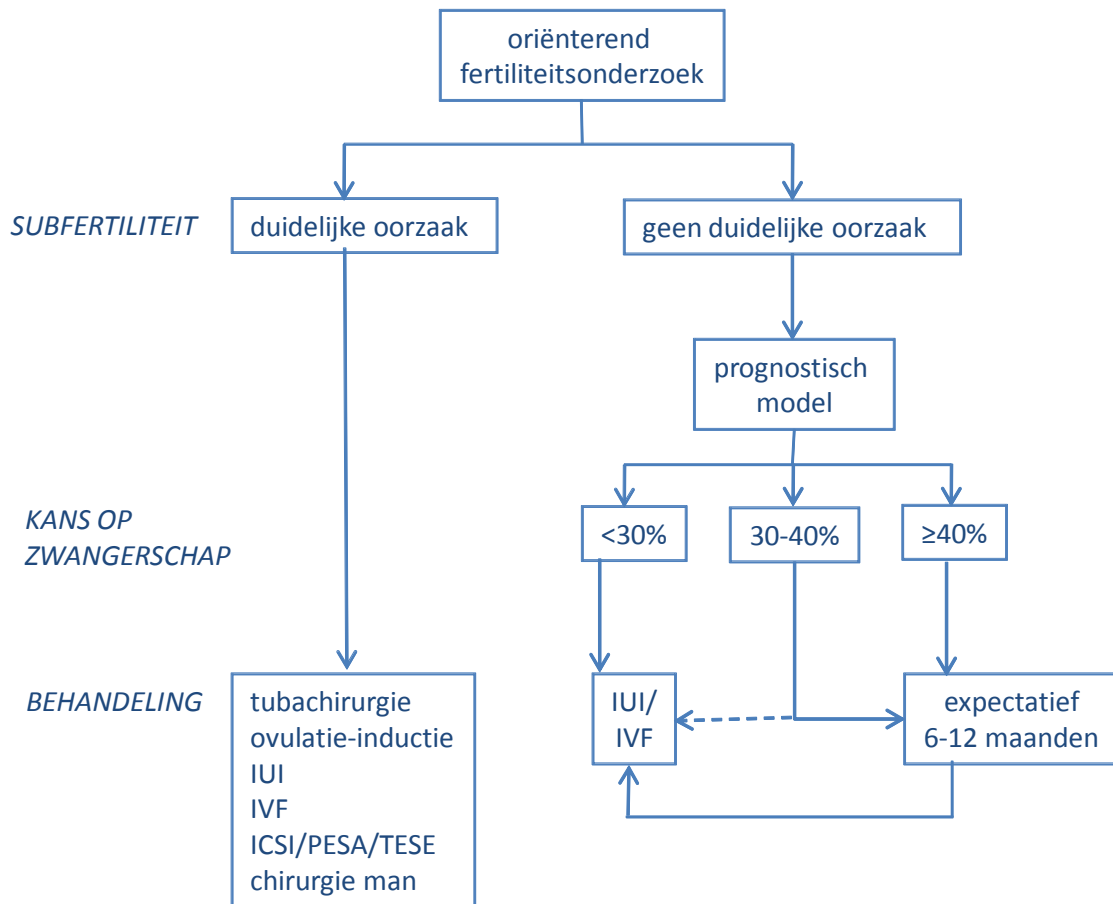 oriënterend
fertiliteitsonderzoek
SUBFERTILITEIT
duidelijke oorzaak
geen duidelijke oorzaak
prognostisch
model
KANS OP
ZWANGERSCHAP
<30%
30-40%
≥40%
BEHANDELING
tubachirurgie
ovulatie-inductie
IUI
IVF
ICSI/PESA/TESE
chirurgie man
IUI/
IVF
expectatief
6-12 maanden